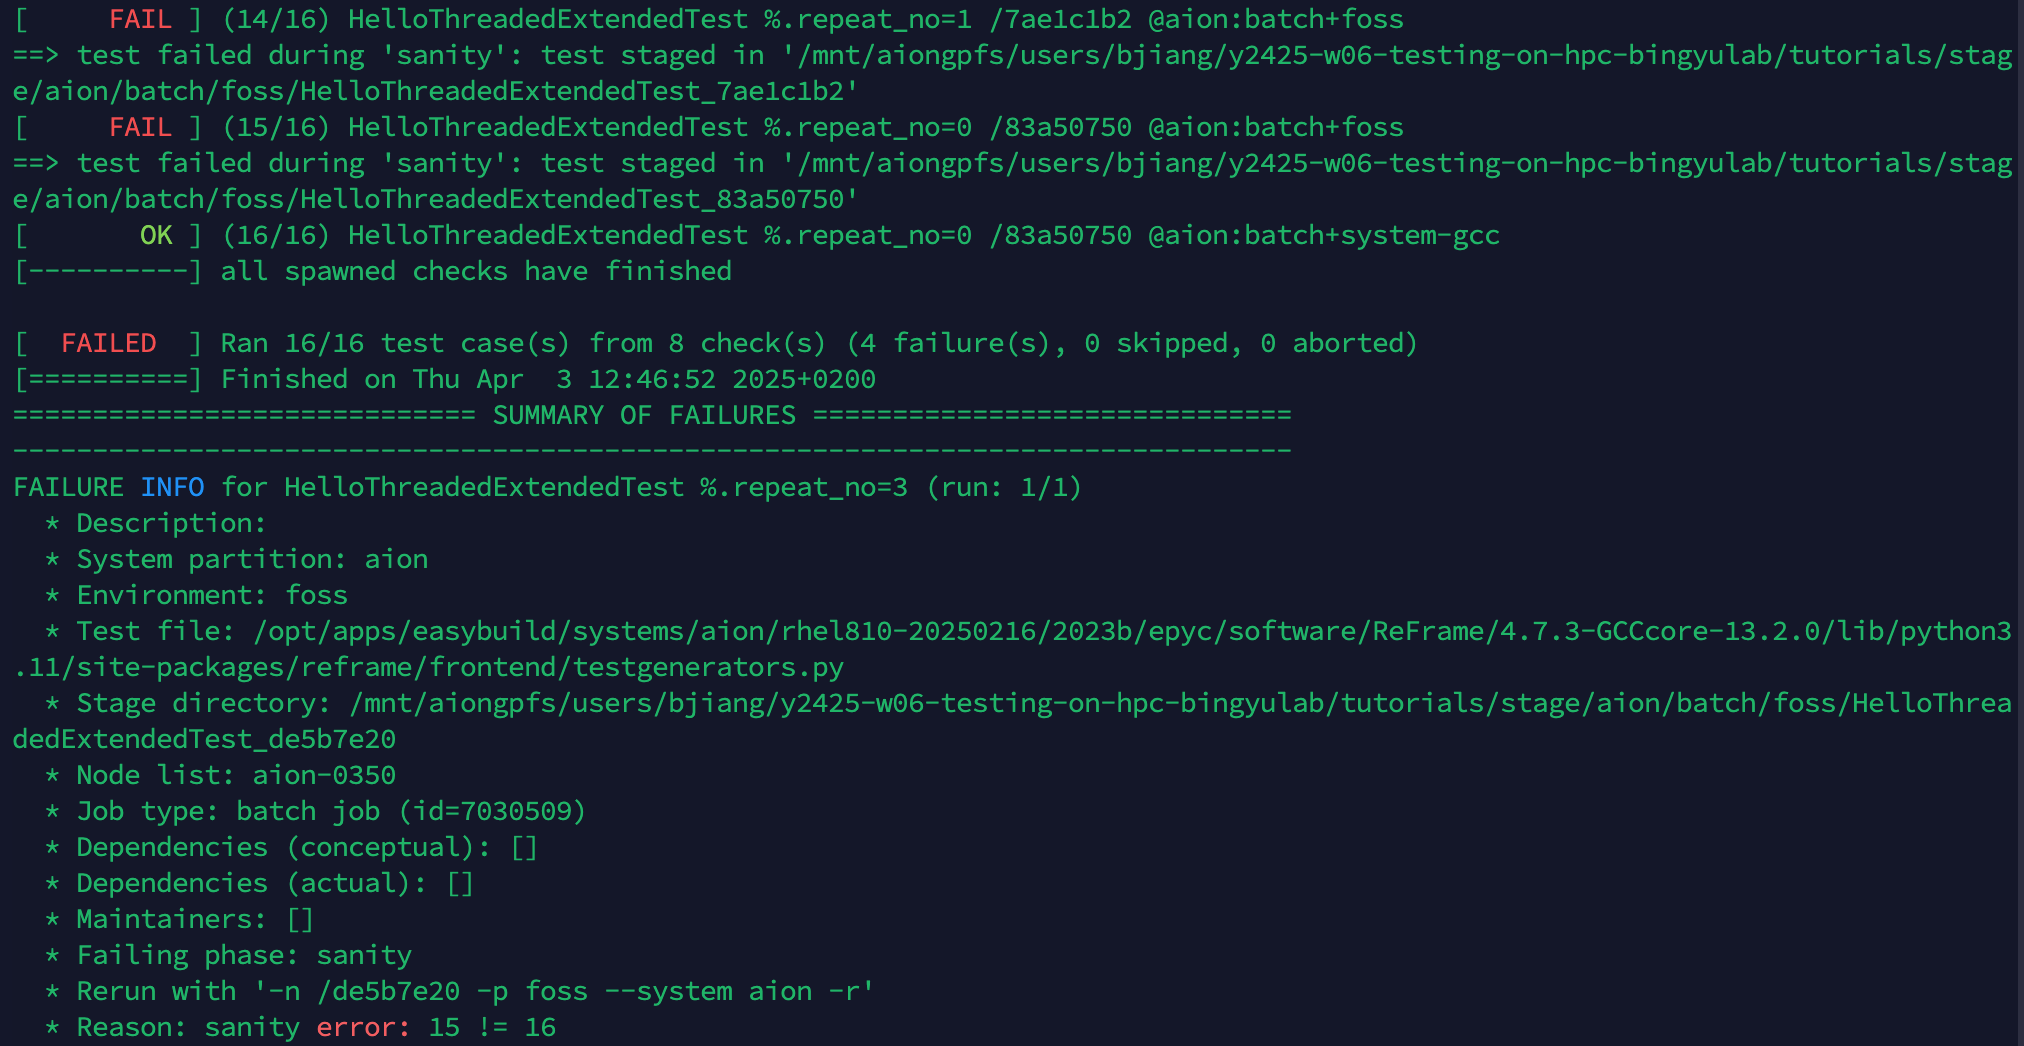 [     FAIL ] (14/16) HelloThreadedExtendedTest %.repeat_no=1 /7ae1c1b2 @aion:batch+foss
==> test failed during 'sanity': test staged in '/mnt/aiongpfs/users/bjiang/y2425-w06-testing-on-hpc-bingyulab/tutorials/stag
e/aion/batch/foss/HelloThreadedExtendedTest_7ae1c1b2'
[     FAIL ] (15/16) HelloThreadedExtendedTest %.repeat_no=0 /83a50750 @aion:batch+foss
==> test failed during 'sanity': test staged in '/mnt/aiongpfs/users/bjiang/y2425-w06-testing-on-hpc-bingyulab/tutorials/stag
e/aion/batch/foss/HelloThreadedExtendedTest_83a50750'
[       OK ] (16/16) HelloThreadedExtendedTest %.repeat_no=0 /83a50750 @aion:batch+system-gcc
[----------] all spawned checks have finished
[  FAILED  ] Ran 16/16 test case(s) from 8 check(s) (4 failure(s), 0 skipped, 0 aborted)
[==========] Finished on Thu Apr  3 12:46:52 2025+0200
============================= SUMMARY OF FAILURES ==============================
--------------------------------------------------------------------------------
FAILURE INFO for HelloThreadedExtendedTest %.repeat_no=3 (run: 1/1)
  * Description:
  * System partition: aion
  * Environment: foss
  * Test file: /opt/apps/easybuild/systems/aion/rhel810-20250216/2023b/epyc/software/ReFrame/4.7.3-GCCcore-13.2.0/lib/python3
.11/site-packages/reframe/frontend/testgenerators.py
  * Stage directory: /mnt/aiongpfs/users/bjiang/y2425-w06-testing-on-hpc-bingyulab/tutorials/stage/aion/batch/foss/HelloThrea
dedExtendedTest_de5b7e20
  * Node list: aion-0350
  * Job type: batch job (id=7030509)
  * Dependencies (conceptual): []
  * Dependencies (actual): []
  * Maintainers: []
  * Failing phase: sanity
  * Rerun with '-n /de5b7e20 -p foss --system aion -r'
  * Reason: sanity error: 15 != 16